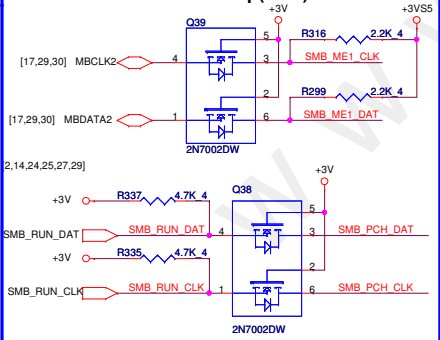 +3V
+3VS5
Q39
5
R316
2.2K_4
[17,29,30]
MBCLK2
4
3
SMB_ME1_CLK
2
R299
2.2K_4
[17,29,30]
MBDATA2
1
6
SMB_ME1_DAT
2N7002DW
2,14,24,25,27,29]
+3V
+3V
R337
4.7K_4
Q38
5
SMB_RUN_DAT
SMB_RUN_DAT
4
3
SMB_PCH_DAT
+3V
R335
4.7K_4
2
SMB_RUN_CLK
SMB_RUN_CLK
1
6
SMB_PCH_CLK
2N7002DW